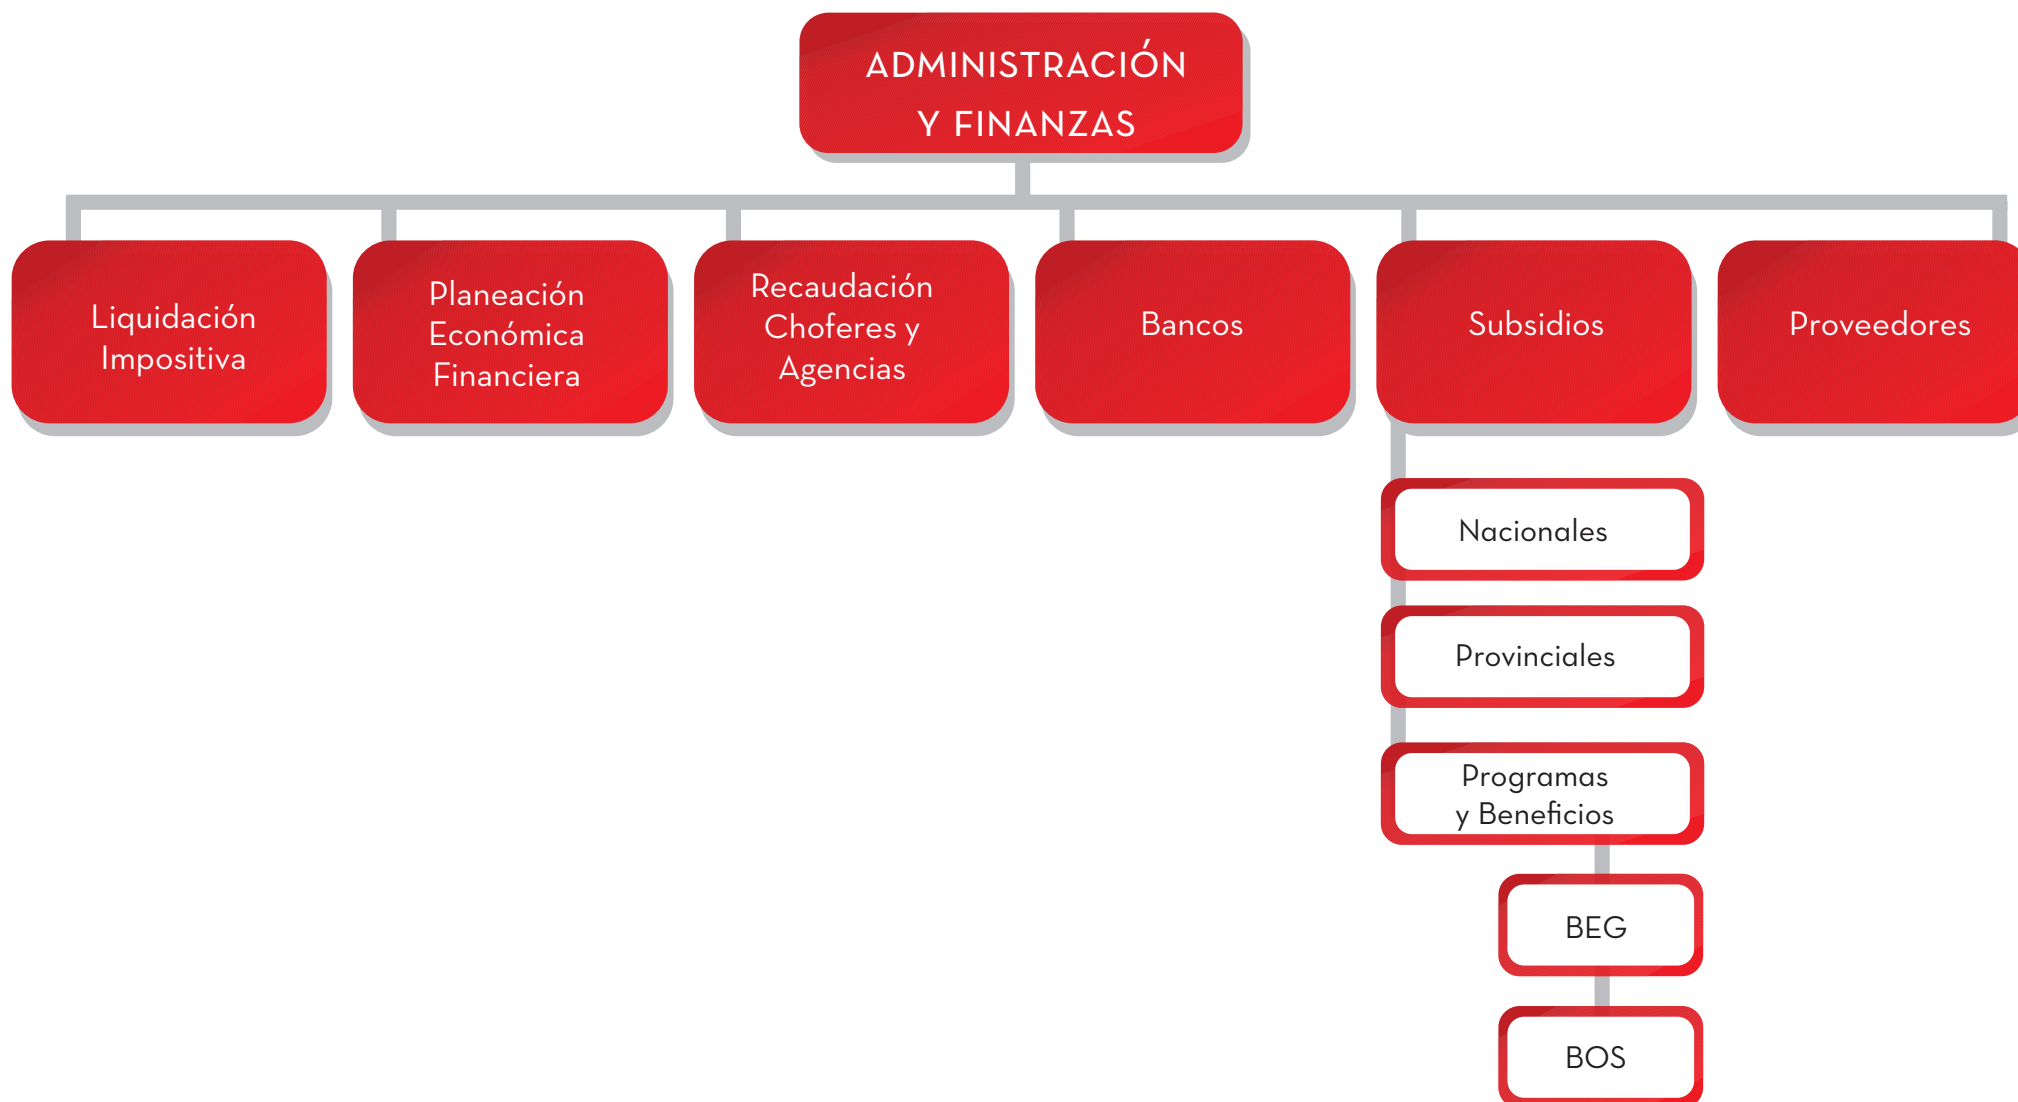 ADMINISTRACIÓN
Y FINANZAS
Liquidación
Impositiva
Planeación
Económica
Financiera
Recaudación
Choferes y
Agencias
Bancos
Subsidios
Proveedores
Nacionales
Provinciales
Programas
y Beneficios
BEG
BOS